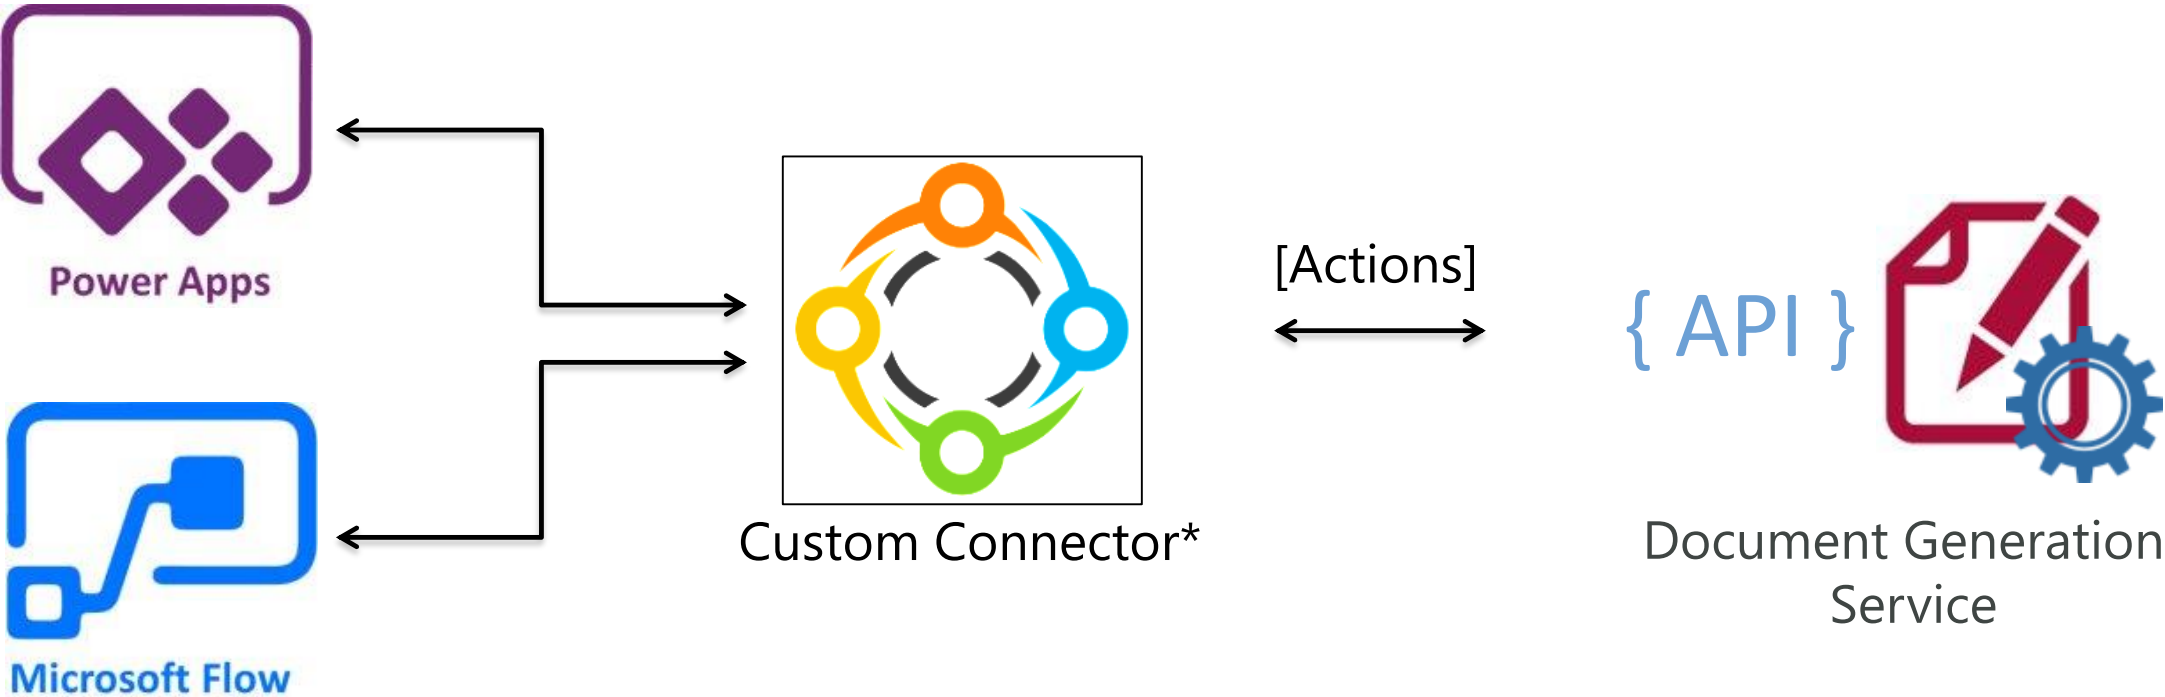 Power Apps
[Actions]
{ API }
Custom Connector*
Document Generation
Service
Microsoft Flow